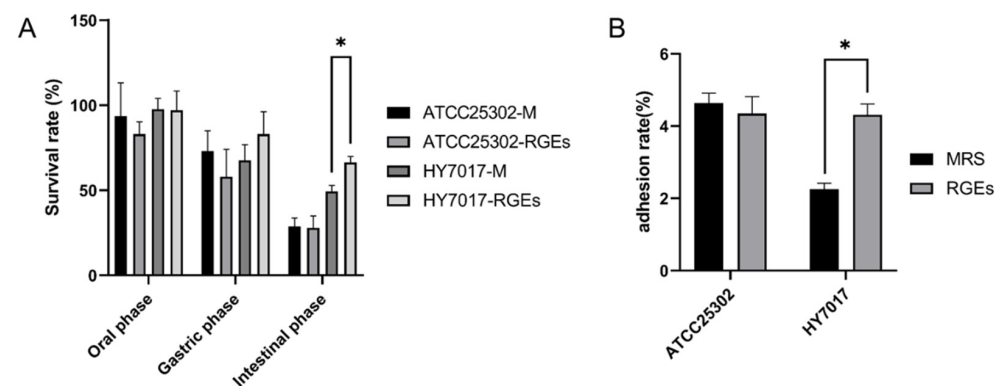 A
Survival rate (%)
150
100
50
0
*
Oral phase
Gastric phase
Intestinal phase
ATCC25302-M
ATCC25302-RGEs
HY7017-M
HY7017-RGEs
B
adhesion rate(%)
6
4
2
0
*
ATCC25302
HY7017
MRS
RGEs